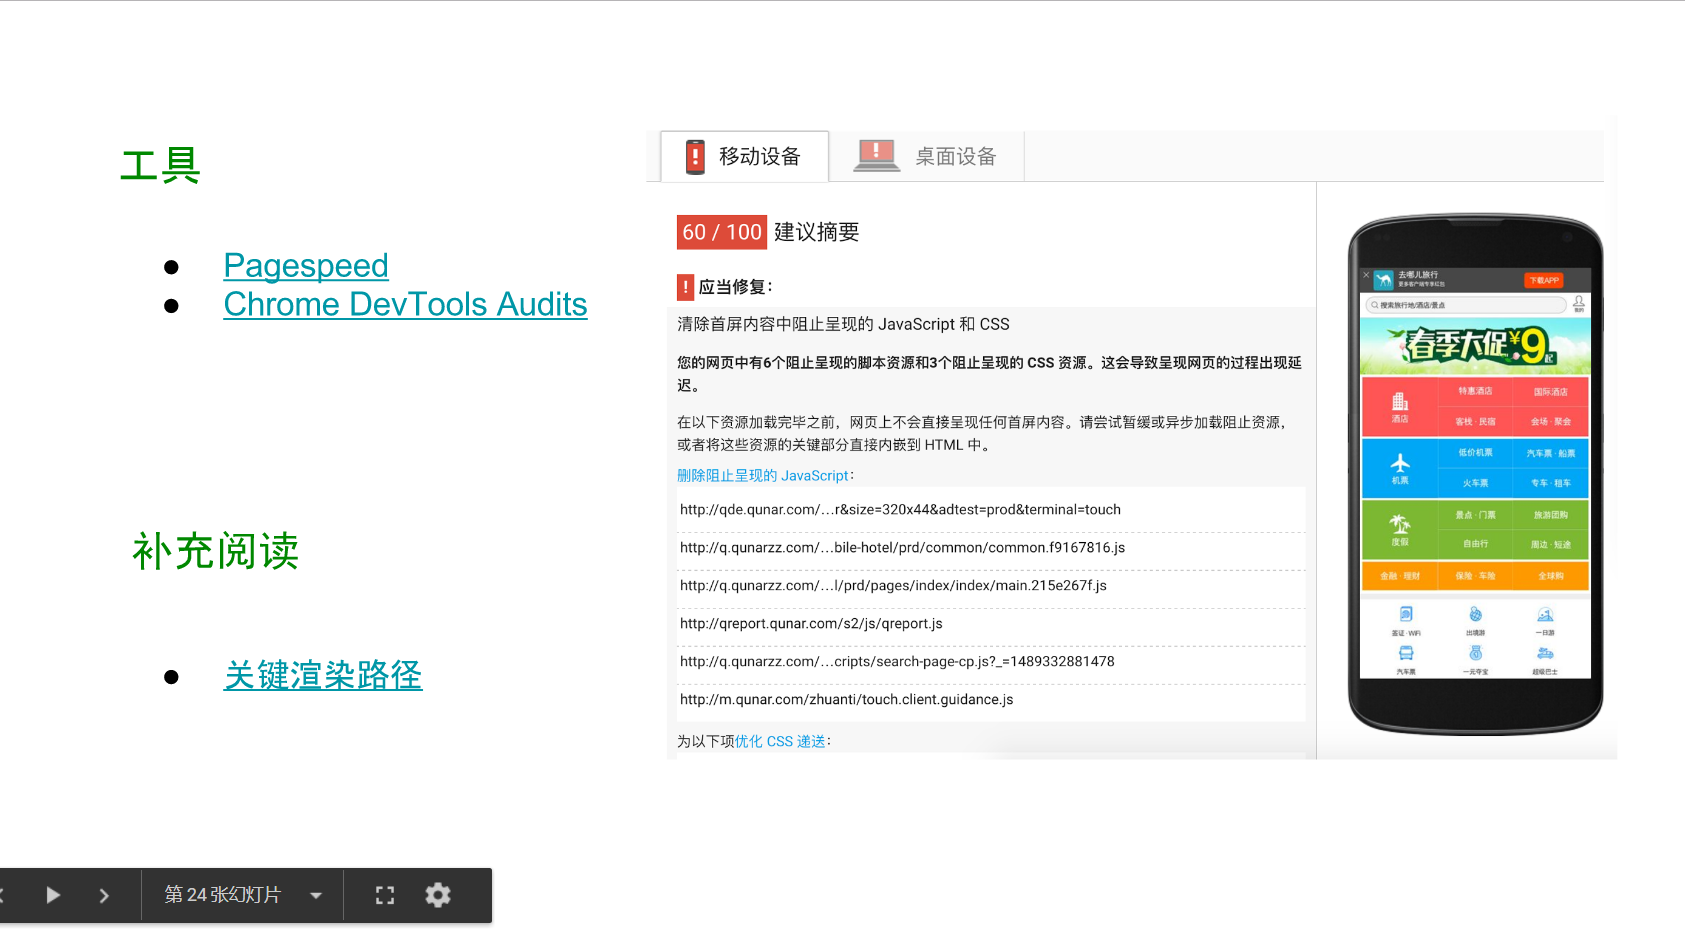 工具
Pagespeed
Chrome DevTools Audits
补充阅读
关键渲染路径
移动设备
桌面设备
60 / 100 建议摘要
! 应当修复：
清除首屏内容中阻止呈现的 JavaScript 和 CSS
您的网页中有6个阻止呈现的脚本资源和3个阻止呈现的 CSS 资源。这会导致呈现网页的过程出现延
迟。
在以下资源加载完毕之前，网页上不会直接呈现任何首屏内容。请尝试暂缓或异步加载阻止资源，
或者将这些资源的关键部分直接内嵌到 HTML 中。
删除阻止呈现的 JavaScript：
http://qde.qunar.com/…r&size=320x44&adtest=prod&terminal=touch
http://q.qunarzz.com/…bile-hotel/prd/common/common.f9167816.js
http://q.qunarzz.com/…l/prd/pages/index/index/main.215e267f.js
http://qreport.qunar.com/s2/js/qreport.js
http://q.qunarzz.com/…cripts/search-page-cp.js?_=1489332881478
http://m.qunar.com/zhuanti/touch.client.guidance.js
为以下项优化 CSS 递送：
去哪儿旅行
更多客户端专享红包
下载APP
搜索旅行地/酒店/景点
我的
春季大促¥9起
酒店
特惠酒店
国际酒店
客栈·民宿
会场·聚会
机票
低价机票
汽车票·船票
火车票
专车·租车
度假
景点·门票
旅游团购
自由行
周边·短途
金融·理财
保险·车险
全球购
签证·WiFi
出境游
一日游
汽车票
一元夺宝
超级巴士
第 24 张幻灯片